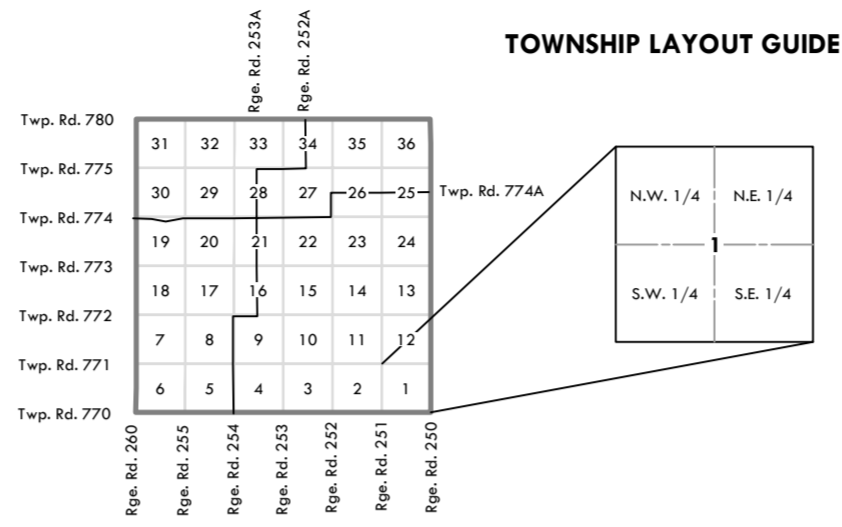 TOWNSHIP LAYOUT GUIDE
Rge. Rd. 253A
Rge. Rd. 252A
Twp. Rd. 780
31 32 33 34 35 36
Twp. Rd. 775
30 29 28 27 26 25 Twp. Rd. 774A
Twp. Rd. 774
19 20 21 22 23 24
Twp. Rd. 773
18 17 16 15 14 13
Twp. Rd. 772
7 8 9 10 11 12
Twp. Rd. 771
6 5 4 3 2 1
Twp. Rd. 770
Rge. Rd. 260
Rge. Rd. 255
Rge. Rd. 254
Rge. Rd. 253
Rge. Rd. 252
Rge. Rd. 251
Rge. Rd. 250
N.W. 1/4 N.E. 1/4
1
S.W. 1/4 S.E. 1/4